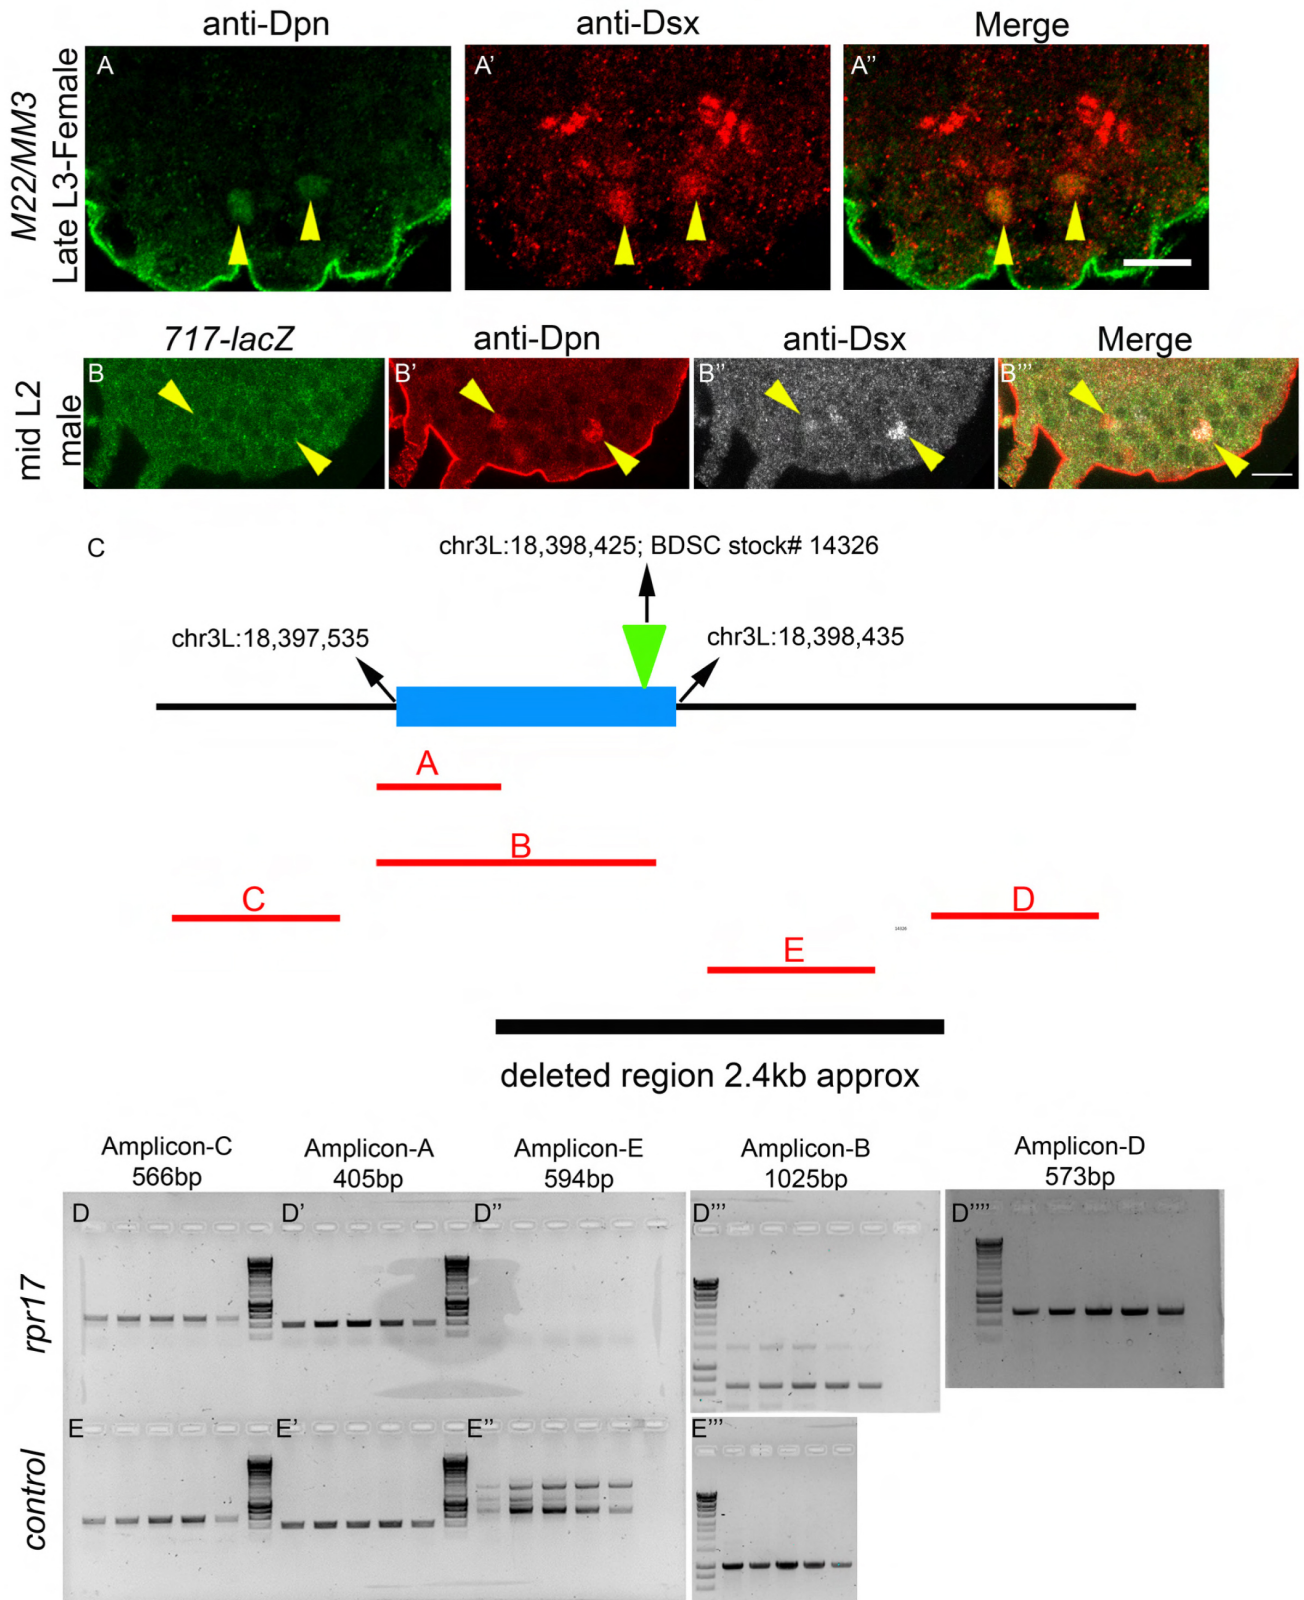 anti-Dpn anti-Dsx Merge
M22/MM3
Late L3-Female
A A' A''
717-lacZ anti-Dpn anti-Dsx Merge
mid L2
male
B B' B'' B'''
C
chr3L:18,398,425; BDSC stock# 14326
chr3L:18,397,535 chr3L:18,398,435
A
B
C D
14326
E
deleted region 2.4kb approx
Amplicon-C Amplicon-A Amplicon-E Amplicon-B Amplicon-D
566bp 405bp 594bp 1025bp 573bp
rpr17
D D' D'' D''' D''''
control
E E' E'' E'''